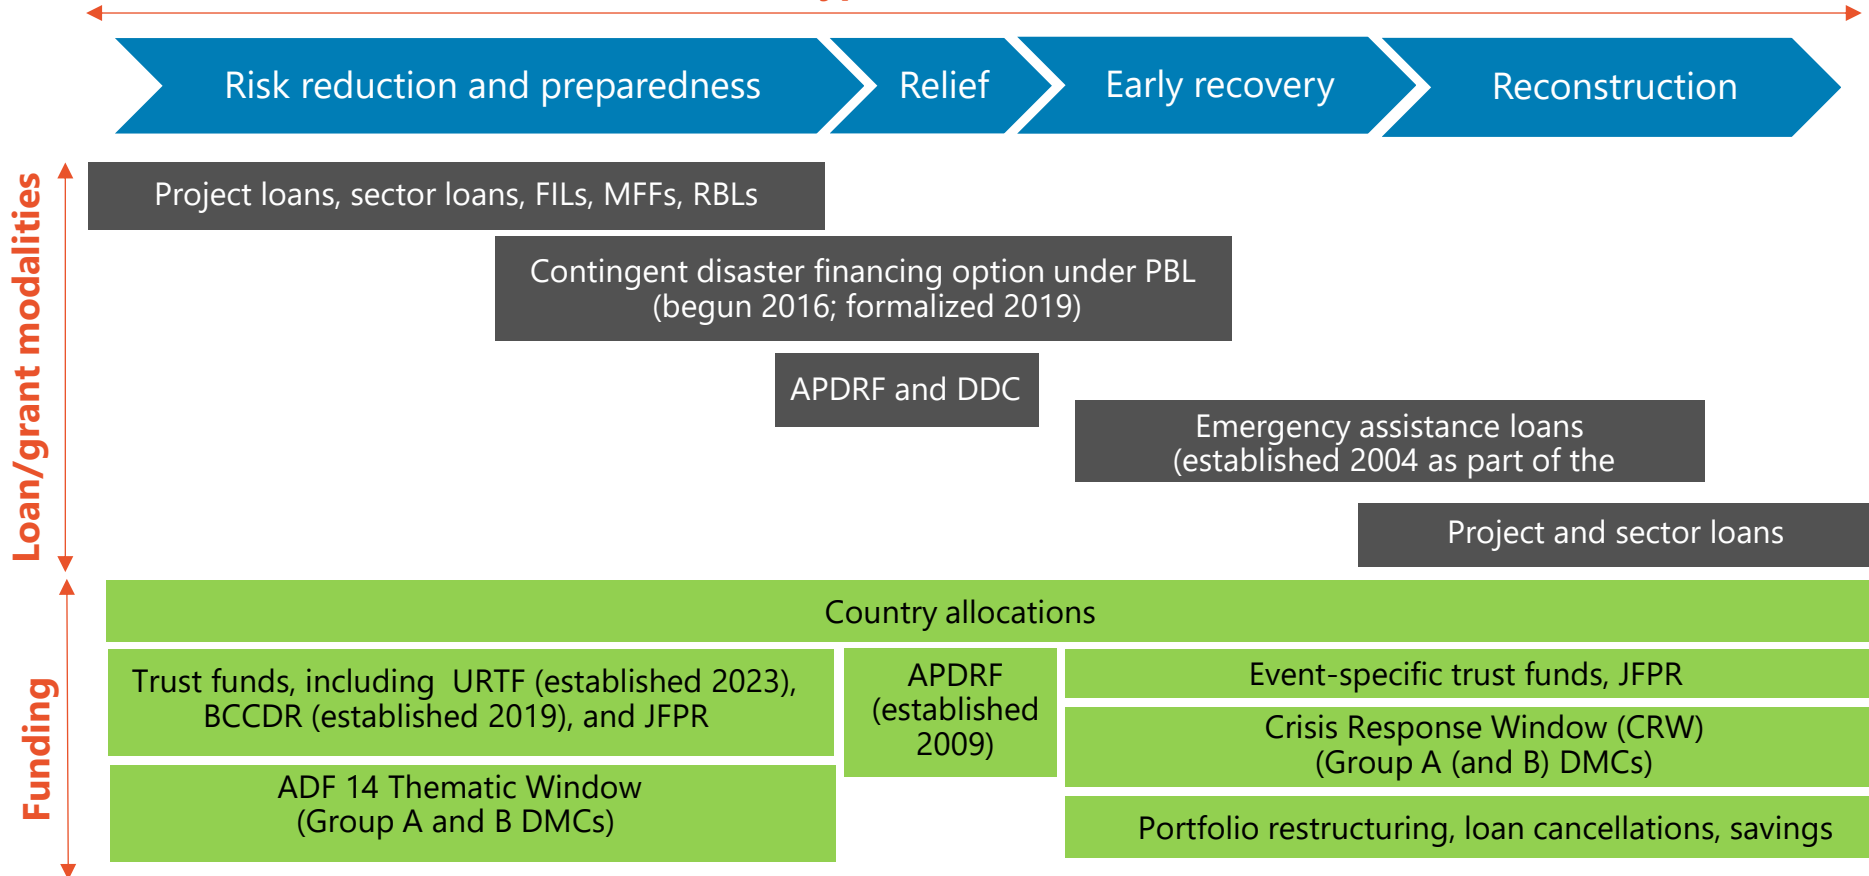 Risk reduction and preparedness
Relief
Early recovery
Reconstruction
Loan/grant modalities
Project loans, sector loans, FILs, MFFs, RBLs
Contingent disaster financing option under PBL
(begun 2016; formalized 2019)
APDRF and DDC
Emergency assistance loans
(established 2004 as part of the
Project and sector loans
Funding
Country allocations
Trust funds, including URTF (established 2023),
BCCDR (established 2019), and JFPR
APDRF
(established
2009)
Event-specific trust funds, JFPR
Crisis Response Window (CRW)
(Group A (and B) DMCs)
ADF 14 Thematic Window
(Group A and B DMCs)
Portfolio restructuring, loan cancellations, savings